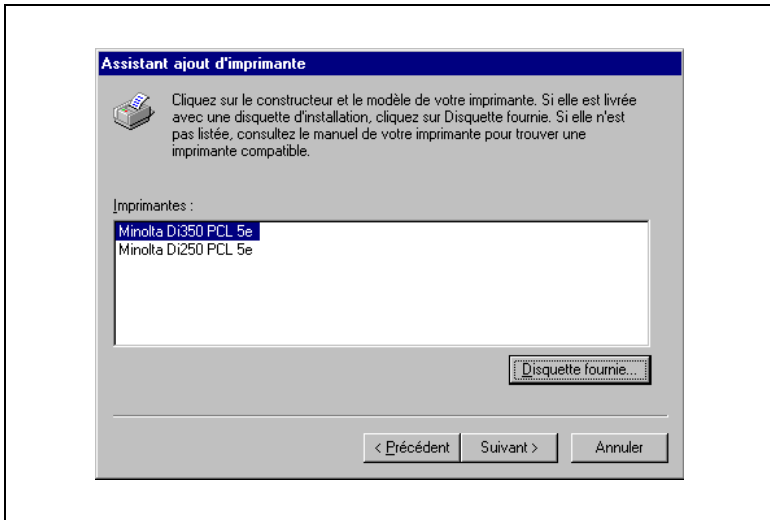 Assistant ajout d'imprimante
Cliquez sur le constructeur et le modèle de votre imprimante. Si elle est livrée
avec une disquette d'installation, cliquez sur Disquette fournie. Si elle n'est
pas listée, consultez le manuel de votre imprimante pour trouver une
imprimante compatible.
Imprimantes :
Minolta Di350 PCL 5e
Minolta Di250 PCL 5e
Disquette fournie...
< Précédent
Suivant >
Annuler